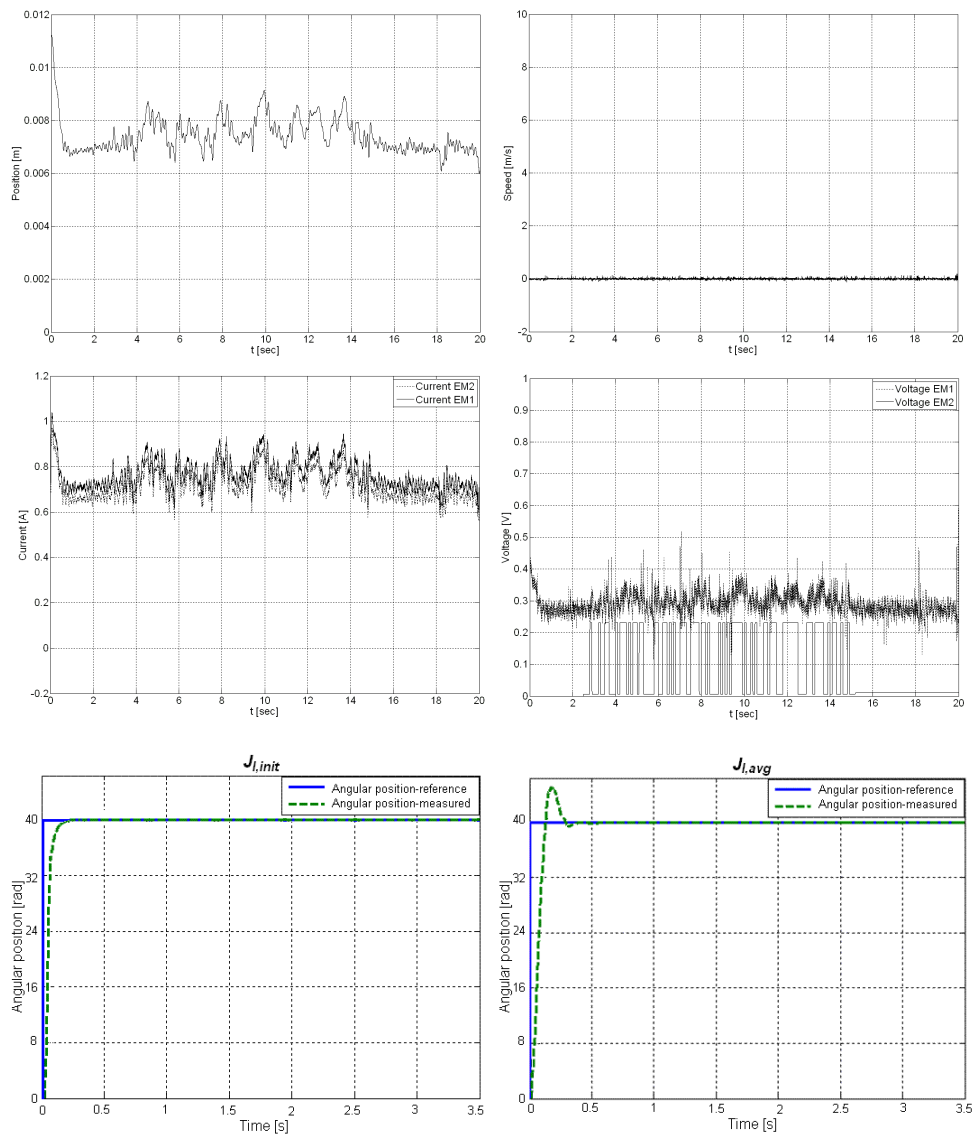 0.012
0.01
0.008
0.006
0.004
0.002
0
Position [m]
0 2 4 6 8 10 12 14 16 18 20
t [sec]
10
8
6
4
2
0
-2
Speed [m/s]
0 2 4 6 8 10 12 14 16 18 20
t [sec]
1.2
1
0.8
0.6
0.4
0.2
0
-0.2
Current [A]
Current EM2
Current EM1
0 2 4 6 8 10 12 14 16 18 20
t [sec]
1
0.9
0.8
0.7
0.6
0.5
0.4
0.3
0.2
0.1
0
Voltage [V]
Voltage EM1
Voltage EM2
0 2 4 6 8 10 12 14 16 18 20
t [sec]
Jl,init
Angular position-reference
Angular position-measured
40
32
24
16
8
0
Angular position [rad]
0 0.5 1 1.5 2 2.5 3 3.5
Time [s]
Jl,avg
Angular position-reference
Angular position-measured
40
32
24
16
8
0
Angular position [rad]
0 0.5 1 1.5 2 2.5 3 3.5
Time [s]